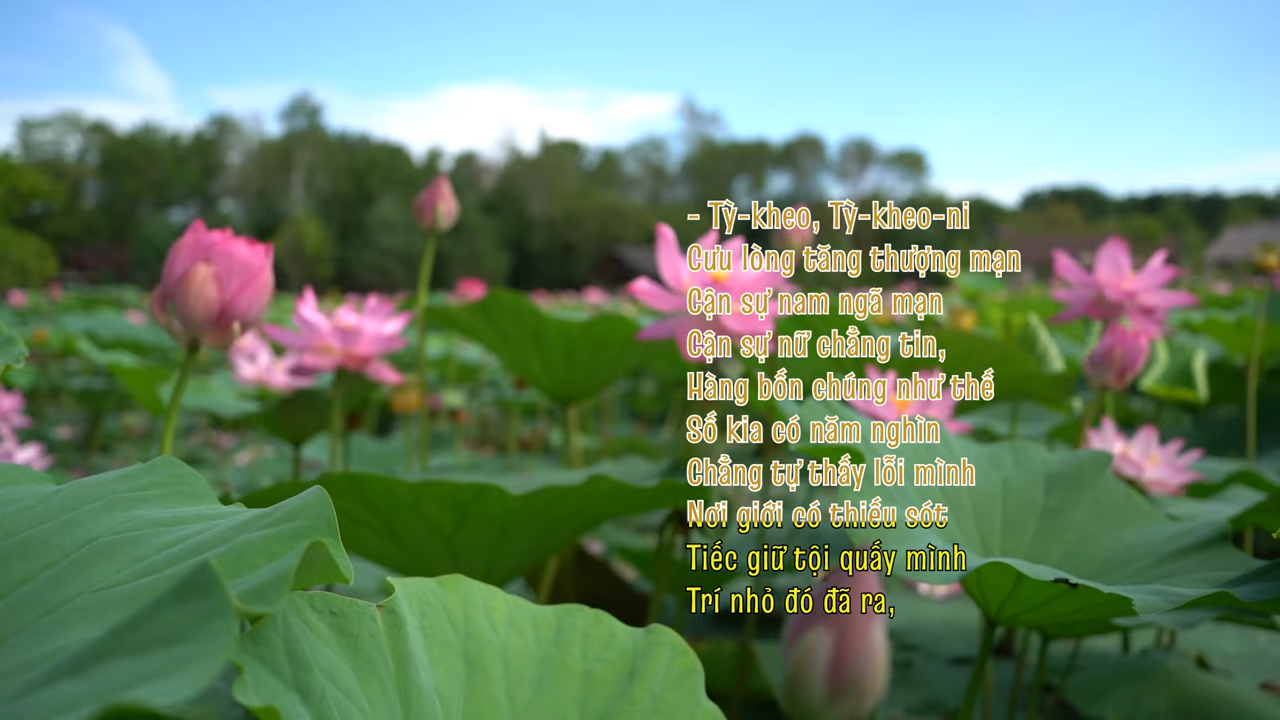 - Tỳ-kheo, Tỳ-kheo-ni
Cưu lòng tăng thượng mạn
Cận sự nam ngã mạn
Cận sự nữ chẳng tin,
Hàng bốn chúng như thế
Số kia có năm nghìn
Chẳng tự thấy lỗi mình
Nơi giới có thiếu sót
Tiếc giữ tội quấy mình
Trí nhỏ đó đã ra,